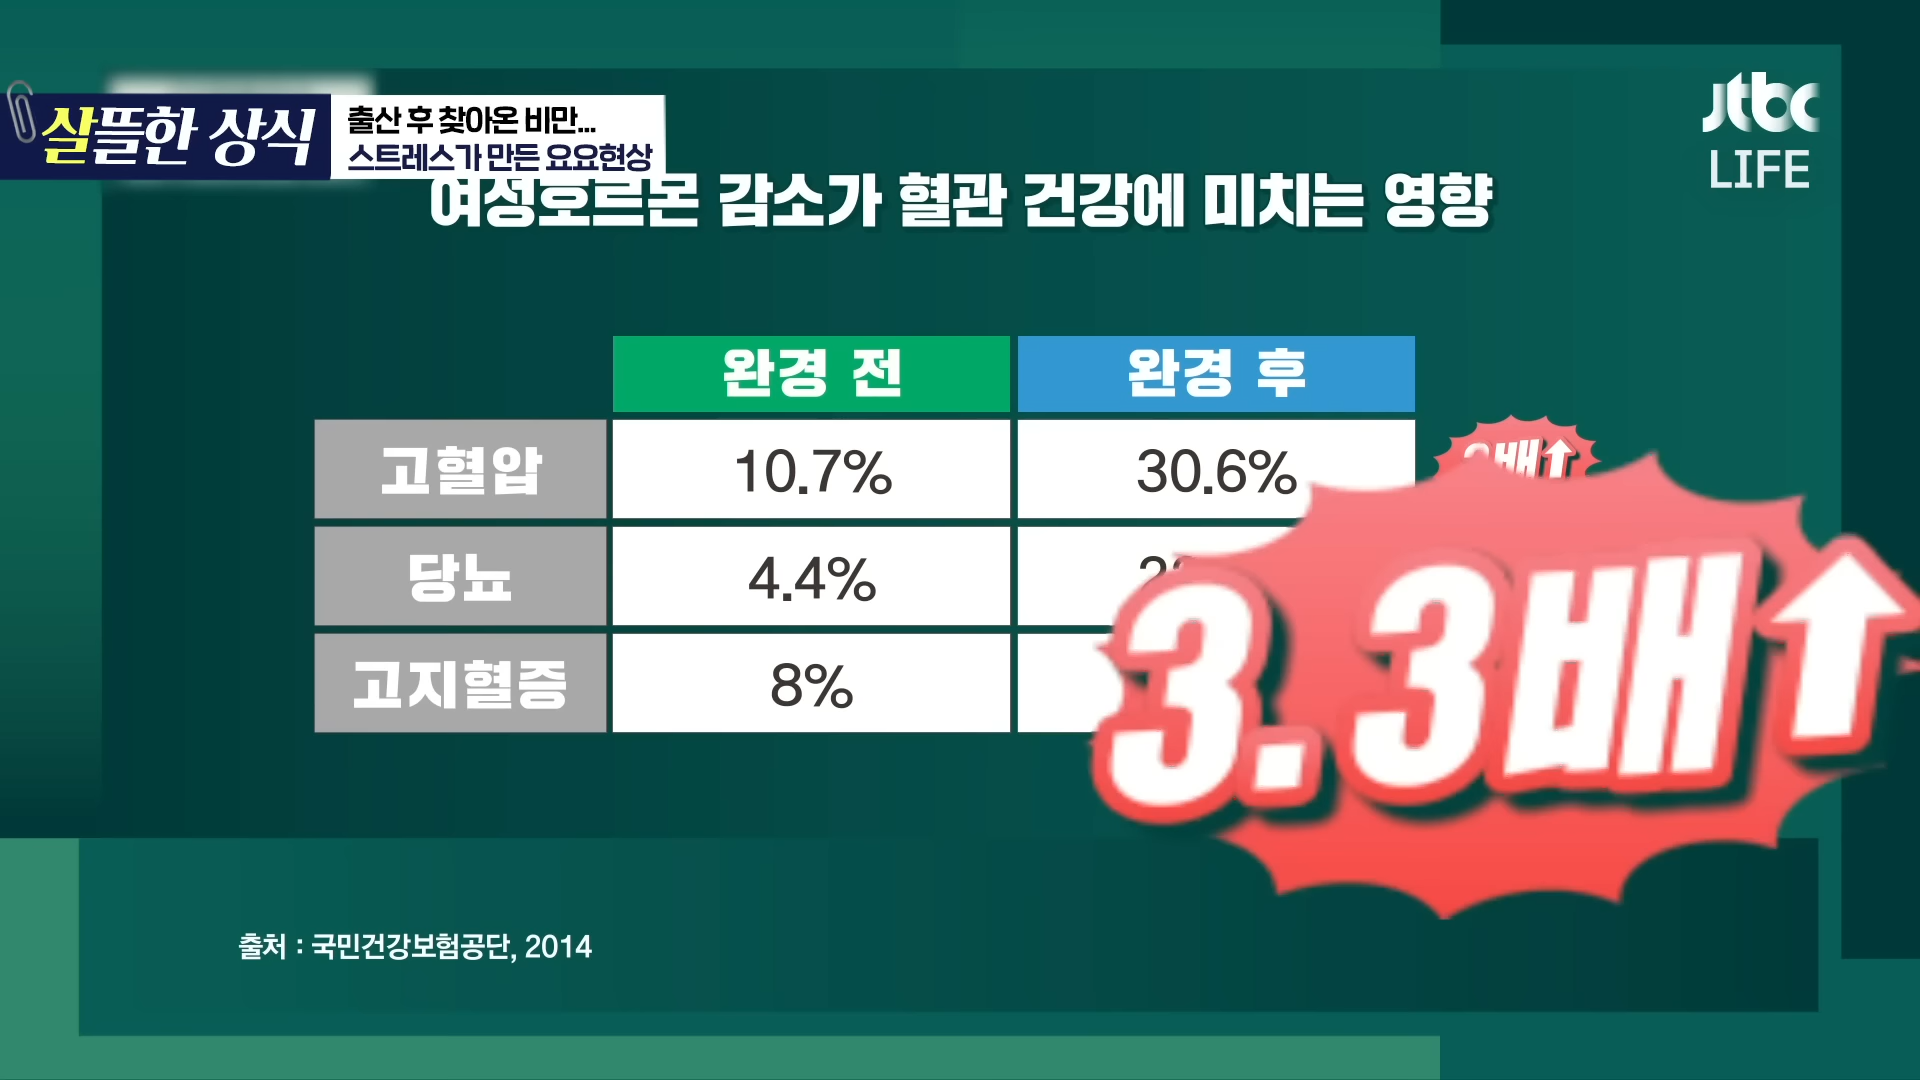 살뜰한 상식
출산 후 찾아온 비만...
스트레스가 만든 요요현상
jtbc
LIFE
여성호르몬 감소가 혈관 건강에 미치는 영향
완경 전 완경 후
고혈압 10.7% 30.6%
당뇨 4.4%
고지혈증 8%
배↑
3.3배↑
출처 : 국민건강보험공단, 2014